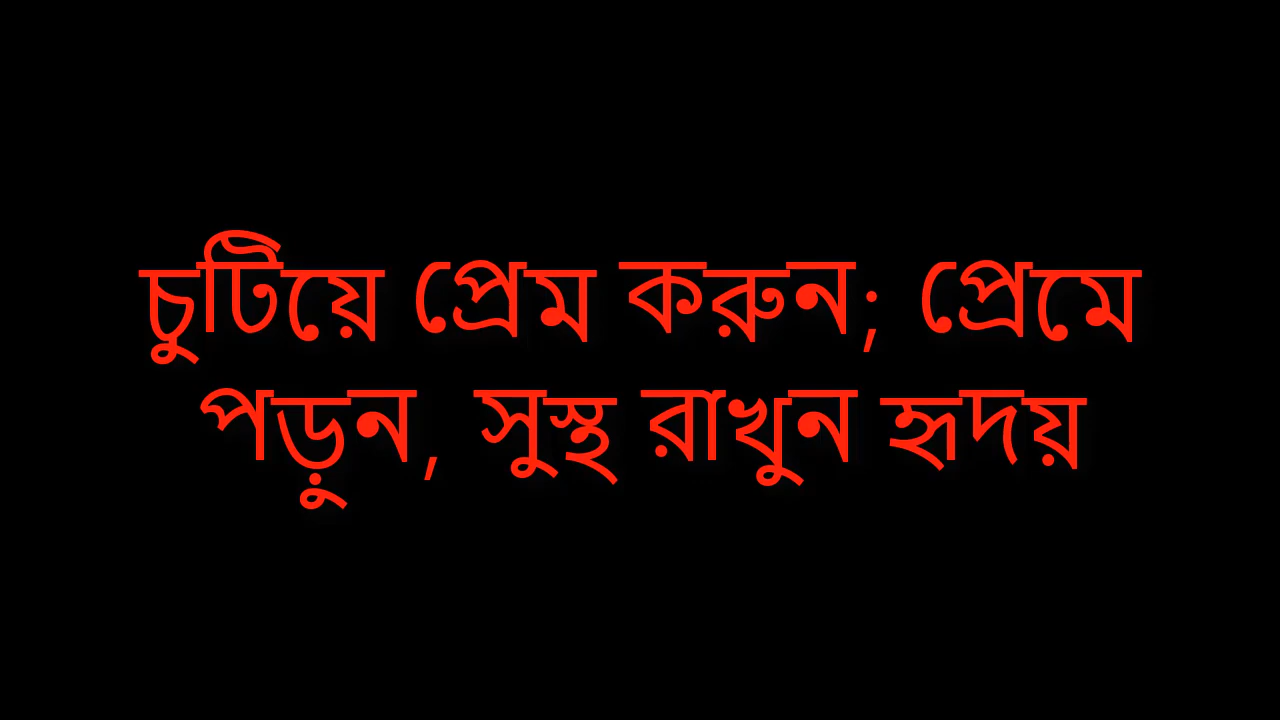 চুটিয়ে প্রেম করুন; প্রেমে
পড়ুন, সুস্থ রাখুন হৃদয়